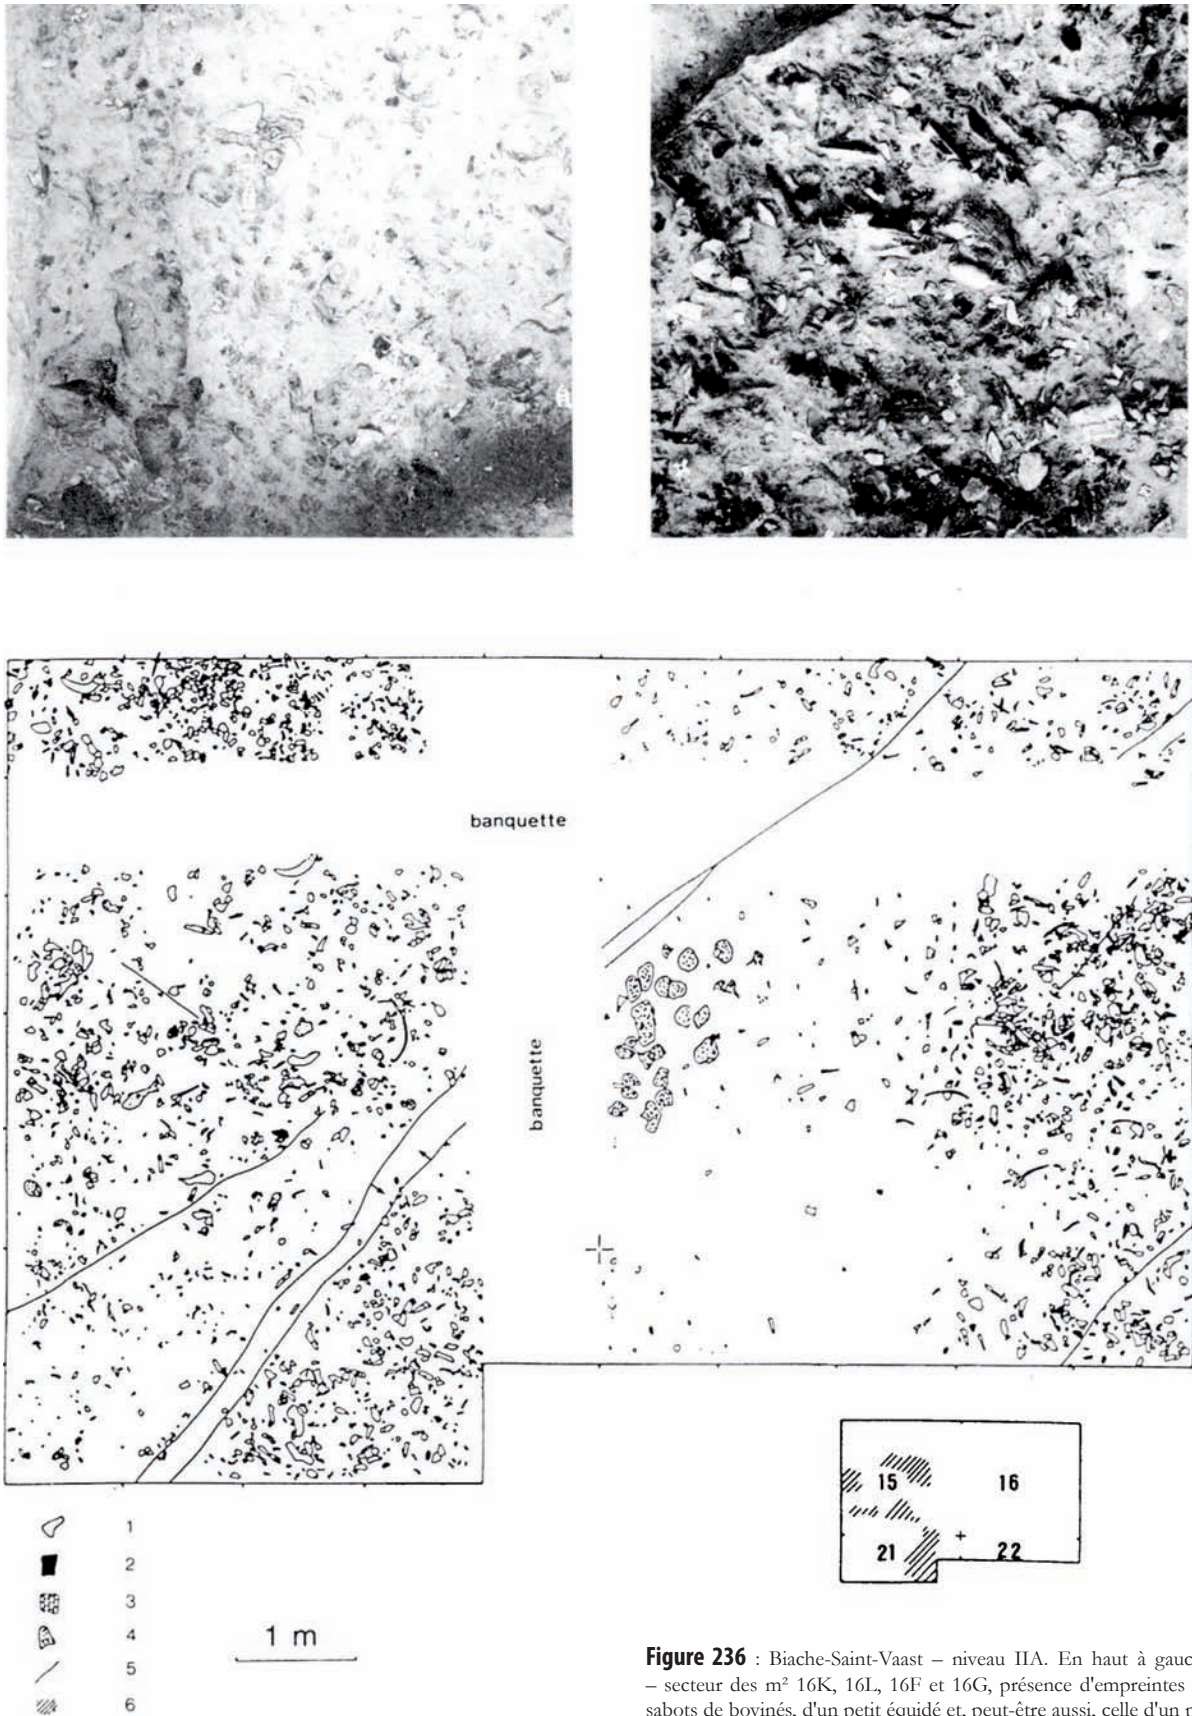 banquette
banquette
15
16
21
22
1
2
3
4
5
6
1 m
Figure 236 : Biache-Saint-Vaast – niveau IIA. En haut à gauc
– secteur des m² 16K, 16L, 16F et 16G, présence d'empreintes
sabots de bovinés, d'un petit équidé et, peut-être aussi, celle d'un